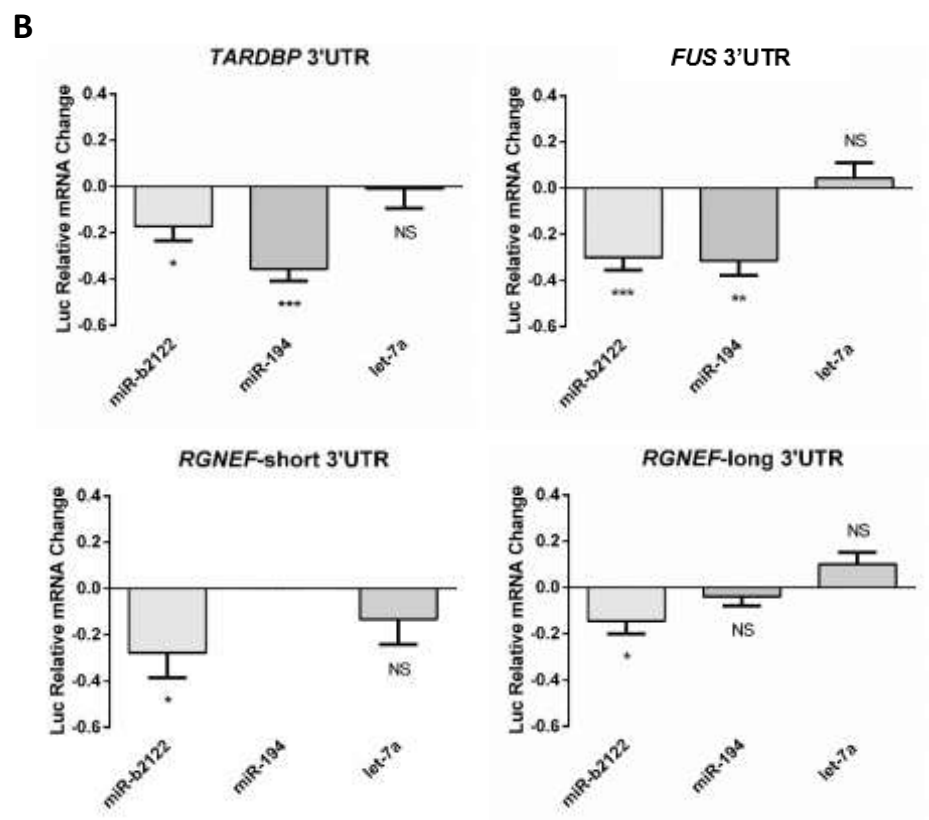 B
TARDBP 3'UTR
Luc Relative mRNA Change
0.4
0.2
0.0
-0.2
-0.4
-0.6
*
***
NS
miR-b2122
miR-194
let-7a
FUS 3’UTR
Luc Relative mRNA Change
0.4
0.2
0.0
-0.2
-0.4
-0.6
***
**
NS
miR-b2122
miR-194
let-7a
RGNEF-short 3'UTR
Luc Relative mRNA Change
0.4
0.2
0.0
-0.2
-0.4
-0.6
*
NS
miR-b2122
miR-194
let-7a
RGNEF-long 3'UTR
Luc Relative mRNA Change
0.4
0.2
0.0
-0.2
-0.4
-0.6
*
NS
NS
miR-b2122
miR-194
let-7a